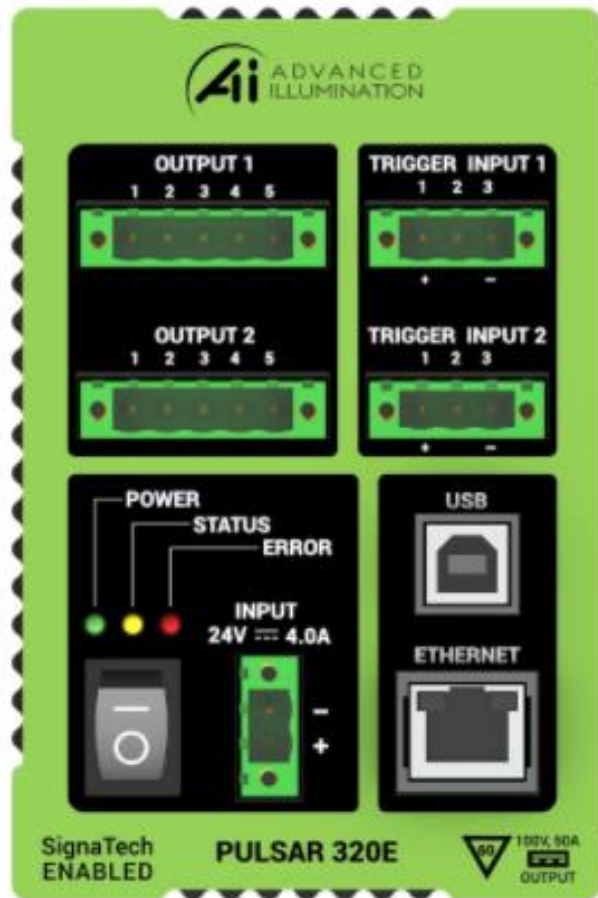 Ai ADVANCED
ILLUMINATION
OUTPUT 1
1 2 3 4 5
TRIGGER INPUT 1
1 2 3
+ –
OUTPUT 2
1 2 3 4 5
TRIGGER INPUT 2
1 2 3
+ –
POWER
STATUS
ERROR
INPUT
24V ⎓ 4.0A
–
+
USB
ETHERNET
SignaTech
ENABLED
PULSAR 320E
60
100V, 50A
OUTPUT